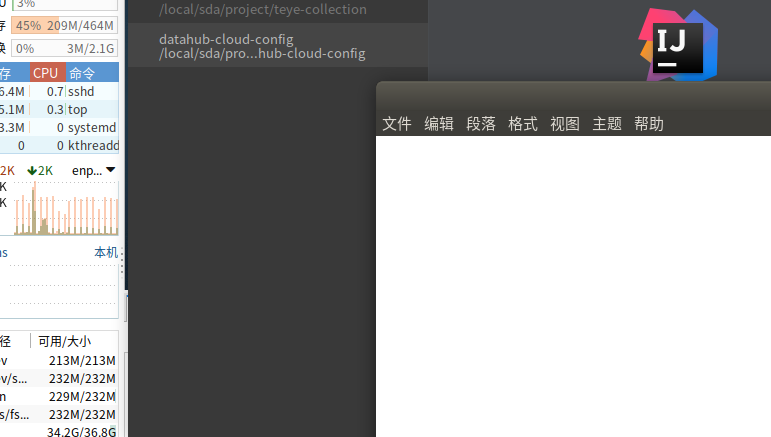 3%
存 45% 209M/464M
换 0% 3M/2.1G
存 CPU 命令
6.4M 0.7 sshd
5.1M 0.3 top
3.3M 0 systemd
0 0 kthreadd
2K 2K enp...
K
K
ms 本机
径 可用/大小
ev 213M/213M
ev/s... 232M/232M
n 229M/232M
s/fs... 232M/232M
34.2G/36.8G
/local/sda/project/teye-collection
datahub-cloud-config
/local/sda/pro...hub-cloud-config
IJ
文件 编辑 段落 格式 视图 主题 帮助